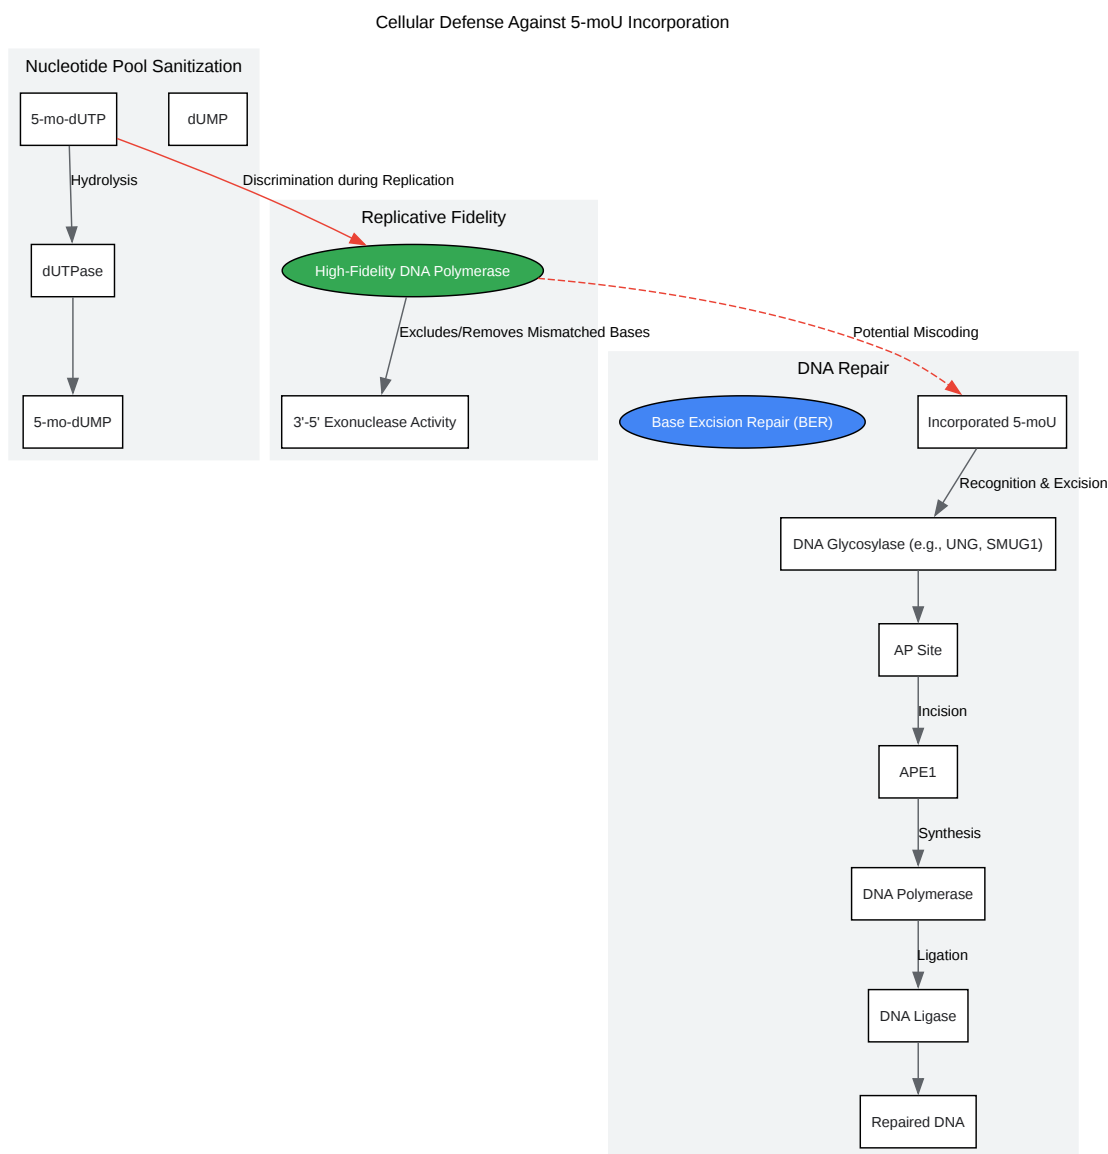 Cellular Defense Against 5-moU Incorporation
Nucleotide Pool Sanitization
5-mo-dUTP
dUMP
Hydrolysis
Discrimination during Replication
Replicative Fidelity
dUTPase
High-Fidelity DNA Polymerase
Excludes/Removes Mismatched Bases
Potential Miscoding
DNA Repair
5-mo-dUMP
3'-5' Exonuclease Activity
Base Excision Repair (BER)
Incorporated 5-moU
Recognition & Excision
DNA Glycosylase (e.g., UNG, SMUG1)
AP Site
Incision
APE1
Synthesis
DNA Polymerase
Ligation
DNA Ligase
Repaired DNA